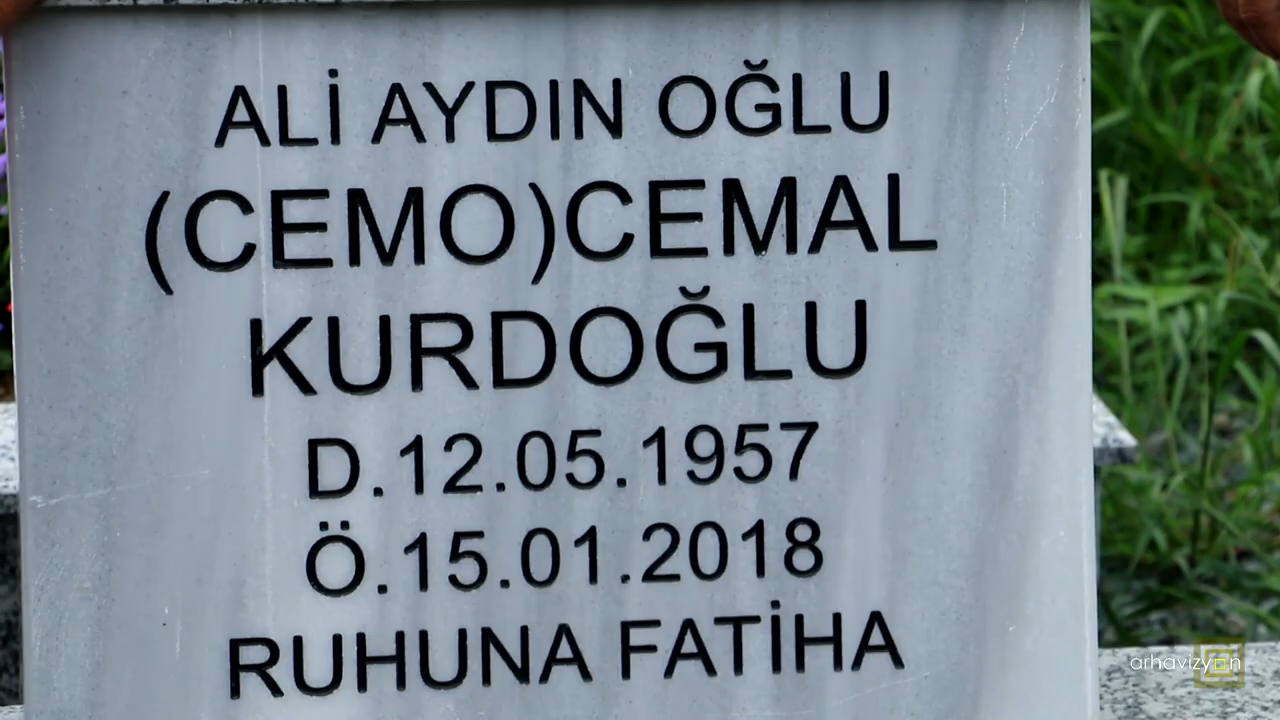 ALİ AYDIN OĞLU
(CEMO)CEMAL
KURDOĞLU
D.12.05.1957
Ö.15.01.2018
RUHUNA FATİHA
arhavizyon